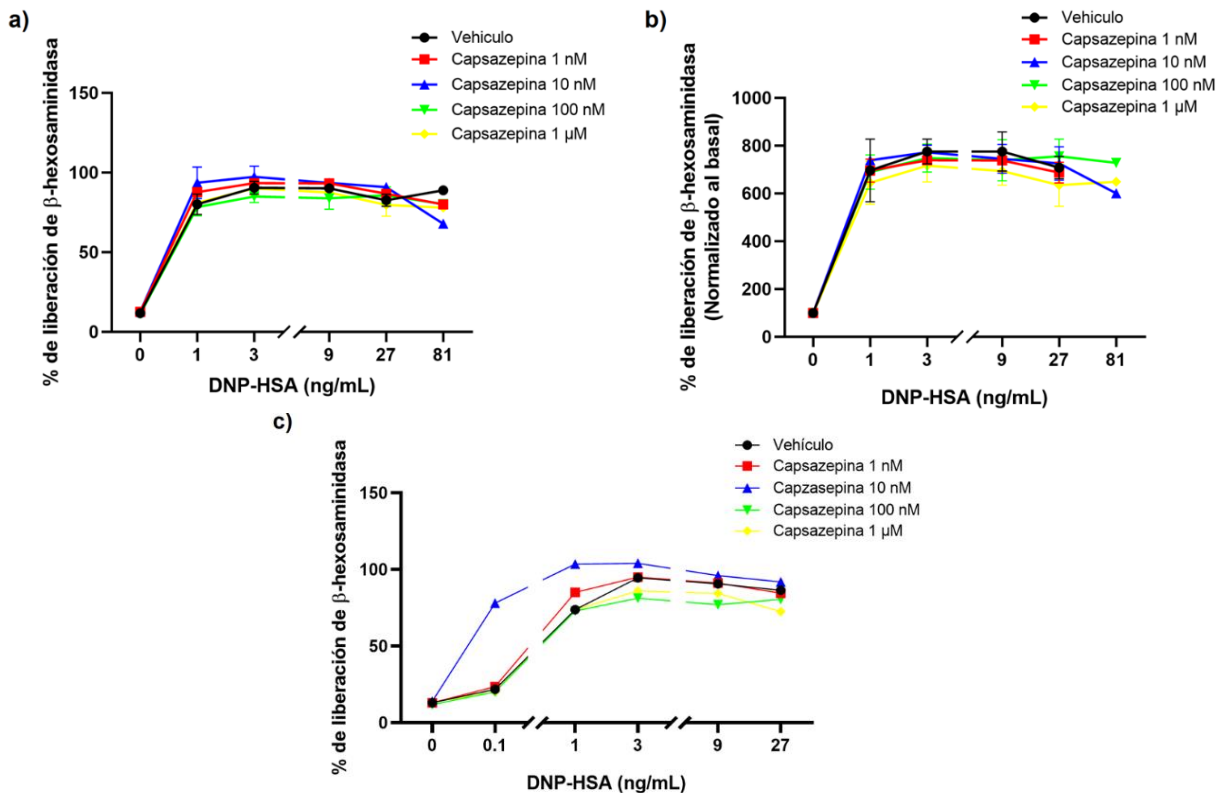 a)
Vehiculo
Capsazepina 1 nM
Capsazepina 10 nM
Capsazepina 100 nM
Capsazepina 1 µM
% de liberación de β-hexosaminidasa
150
100
50
0
0 1 3 9 27 81
DNP-HSA (ng/mL)
b)
Vehiculo
Capsazepina 1 nM
Capsazepina 10 nM
Capsazepina 100 nM
Capsazepina 1 µM
% de liberación de β-hexosaminidasa
(Normalizado al basal)
1000
800
600
400
200
0
0 1 3 9 27 81
DNP-HSA (ng/mL)
c)
Vehículo
Capsazepina 1 nM
Capzasepina 10 nM
Capsazepina 100 nM
Capsazepina 1 µM
% de liberación de β-hexosaminidasa
150
100
50
0
0 0.1 1 3 9 27
DNP-HSA (ng/mL)